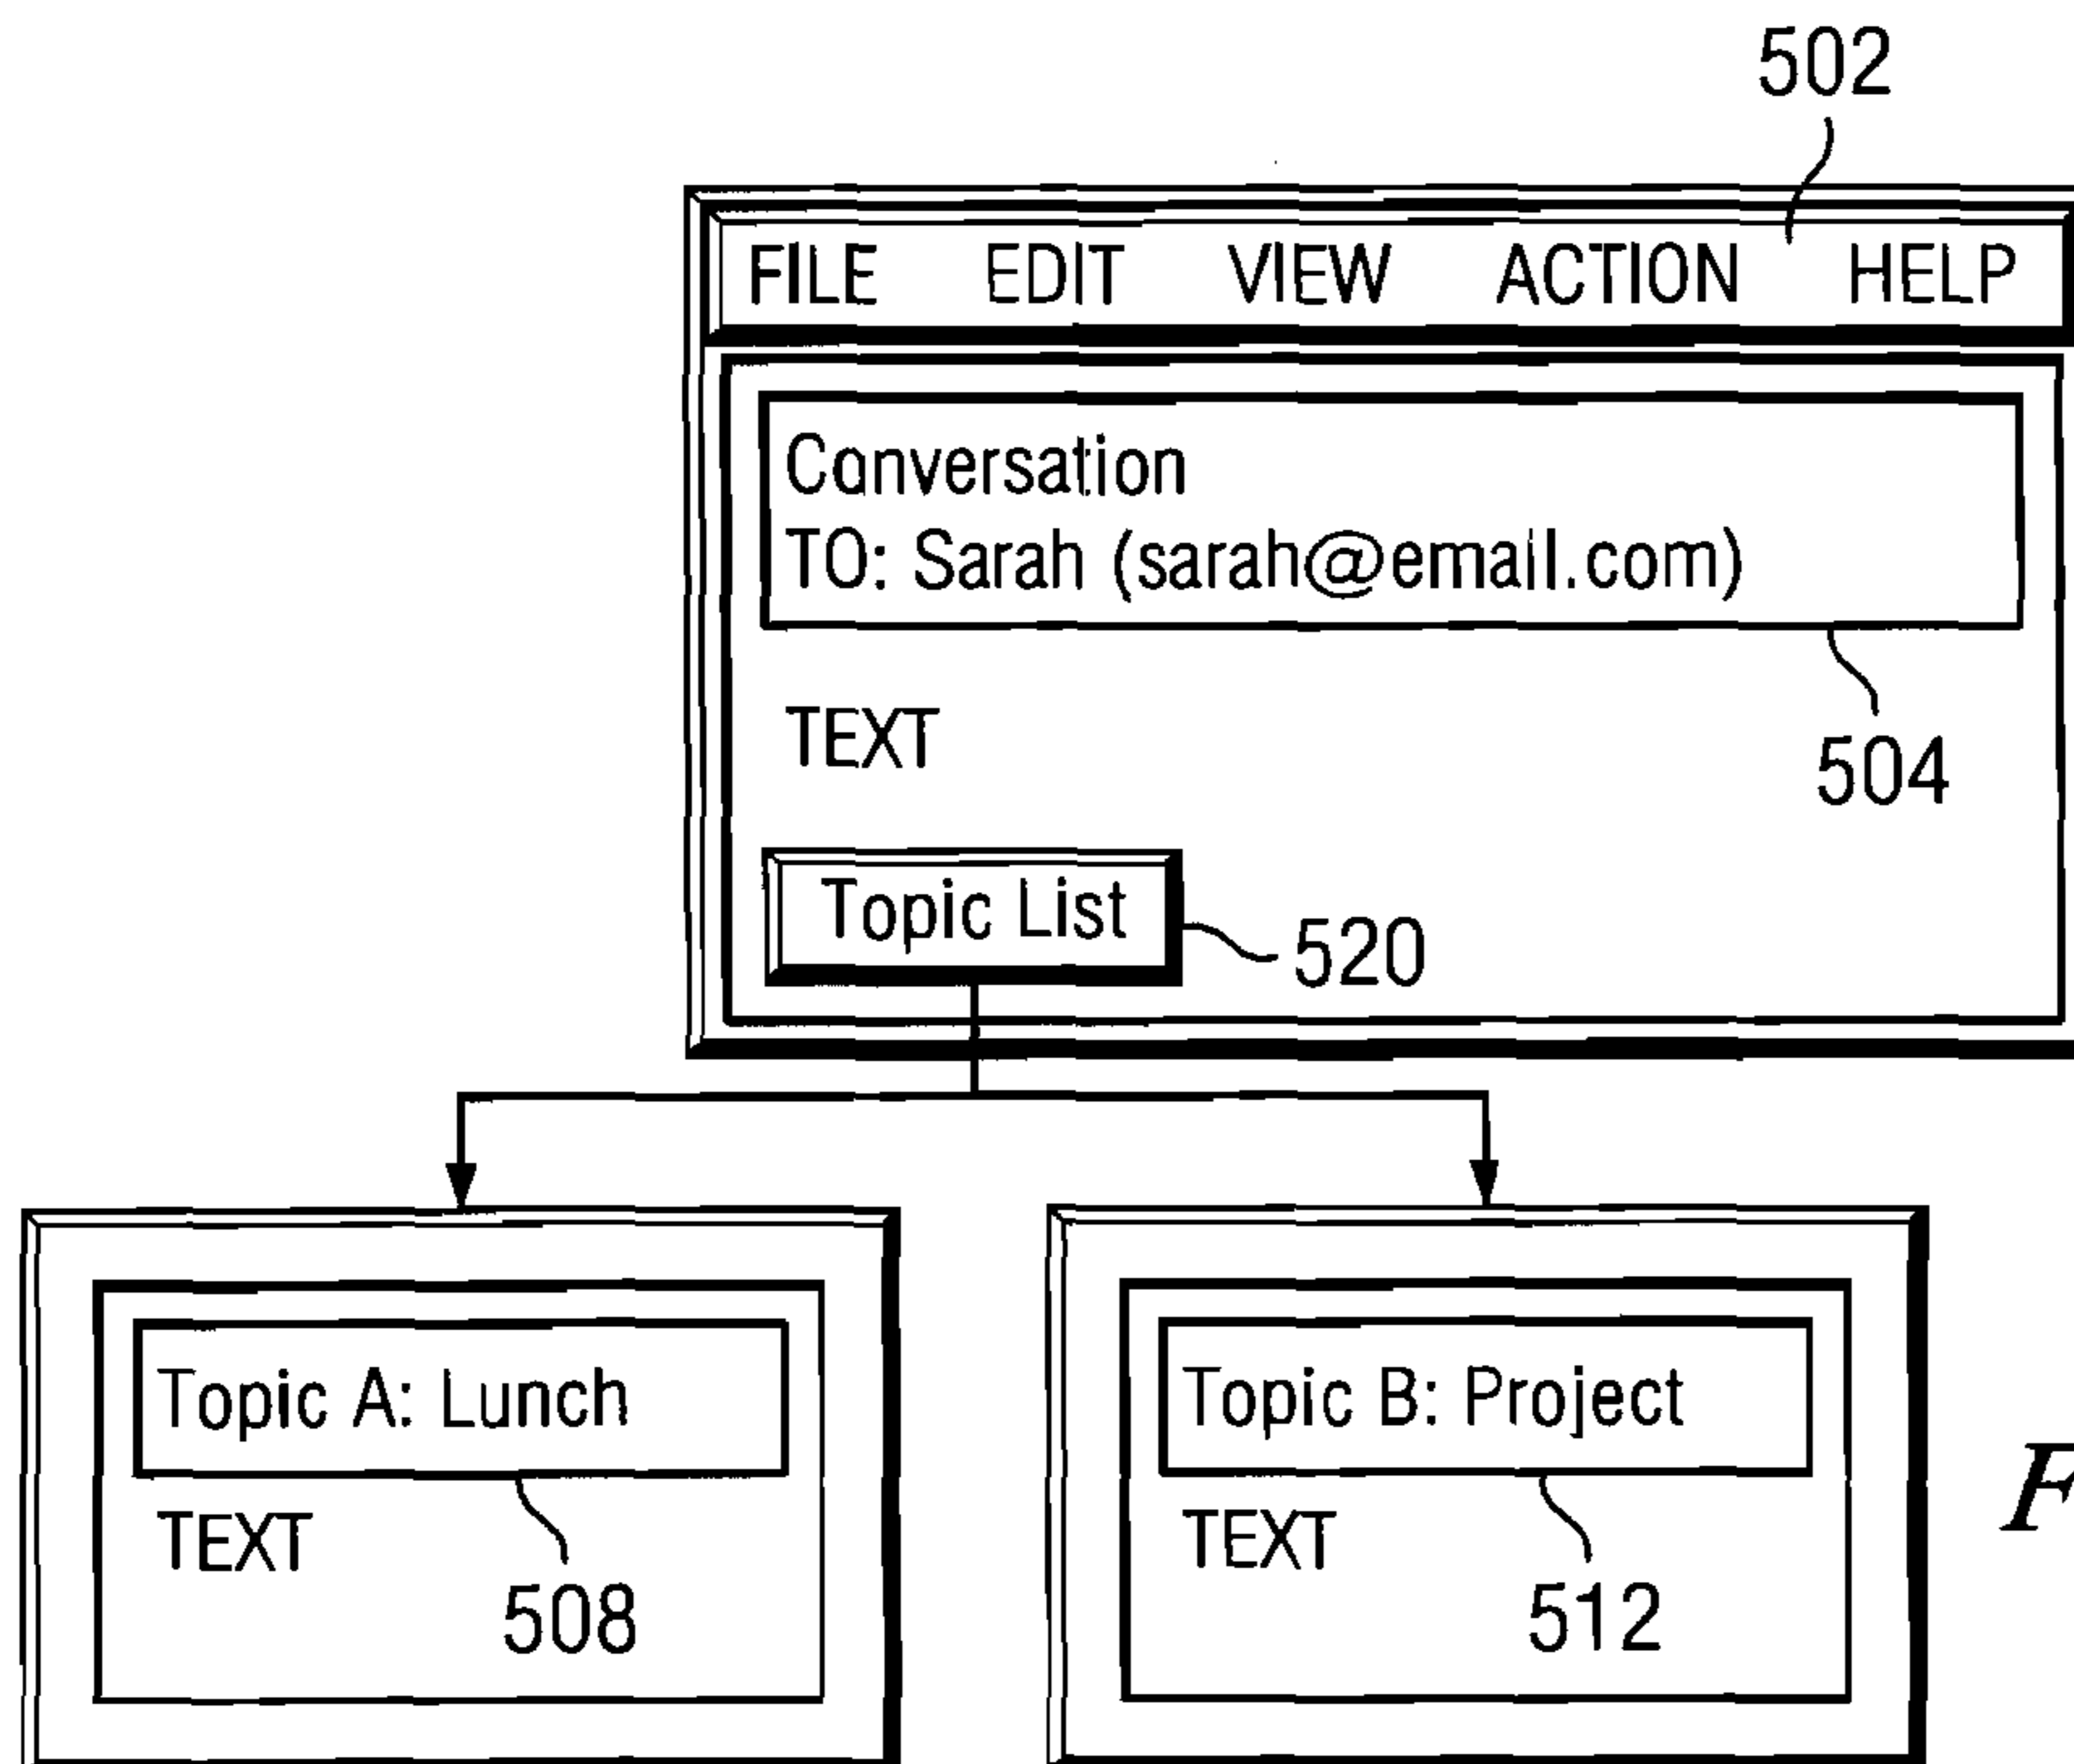 502
FILE EDIT VIEW ACTION HELP
Conversation
TO: Sarah (sarah@email.com)
TEXT
504
Topic List
520
Topic A: Lunch
TEXT
508
Topic B: Project
TEXT
512
F